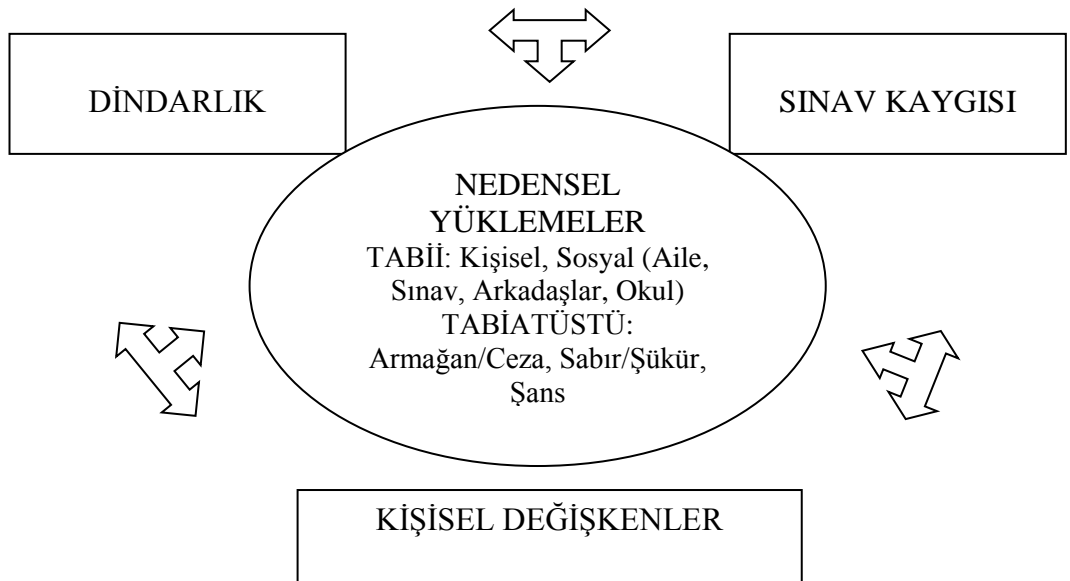 DİNDARLIK
SINAV KAYGISI
NEDENSEL
YÜKLEMELER
TABİİ: Kişisel, Sosyal (Aile,
Sınav, Arkadaşlar, Okul)
TABİATÜSTÜ:
Armağan/Ceza, Sabır/Şükür,
Şans
KİŞİSEL DEĞİŞKENLER